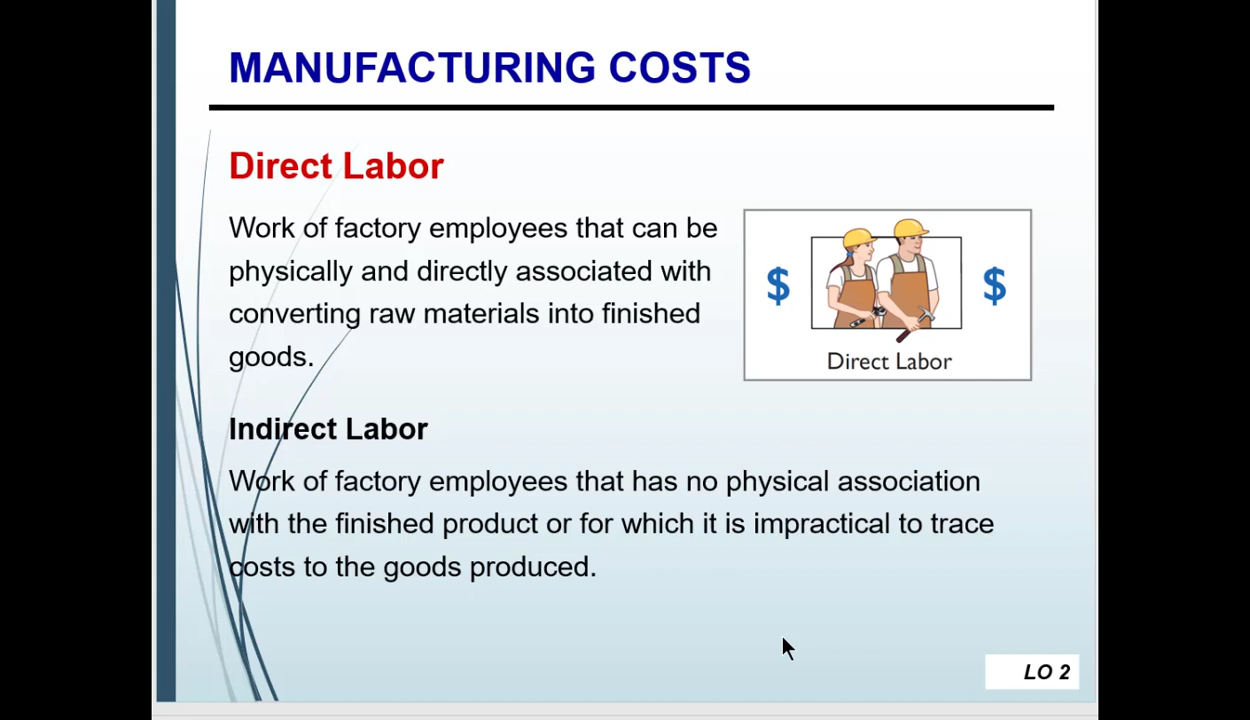 MANUFACTURING COSTS
Direct Labor
Work of factory employees that can be
physically and directly associated with
converting raw materials into finished
goods.
$ $
Direct Labor
Indirect Labor
Work of factory employees that has no physical association
with the finished product or for which it is impractical to trace
costs to the goods produced.
LO 2